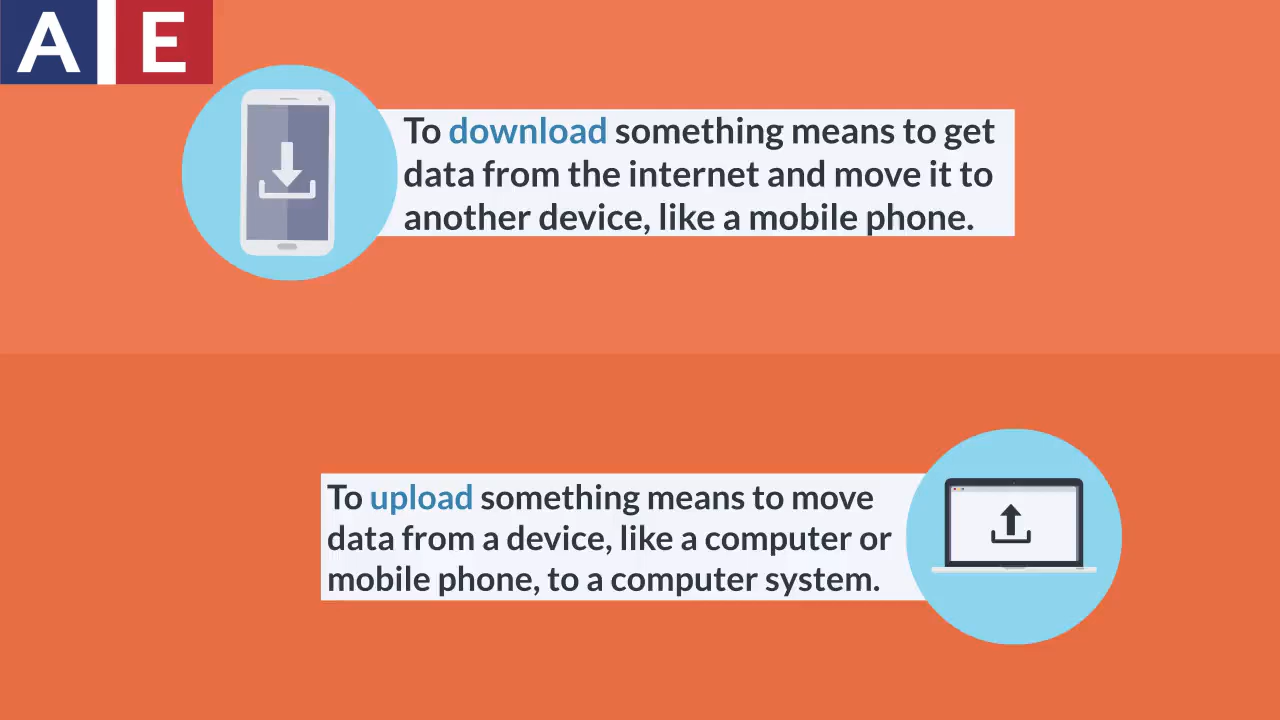 A E
To download something means to get
data from the internet and move it to
another device, like a mobile phone.
To upload something means to move
data from a device, like a computer or
mobile phone, to a computer system.